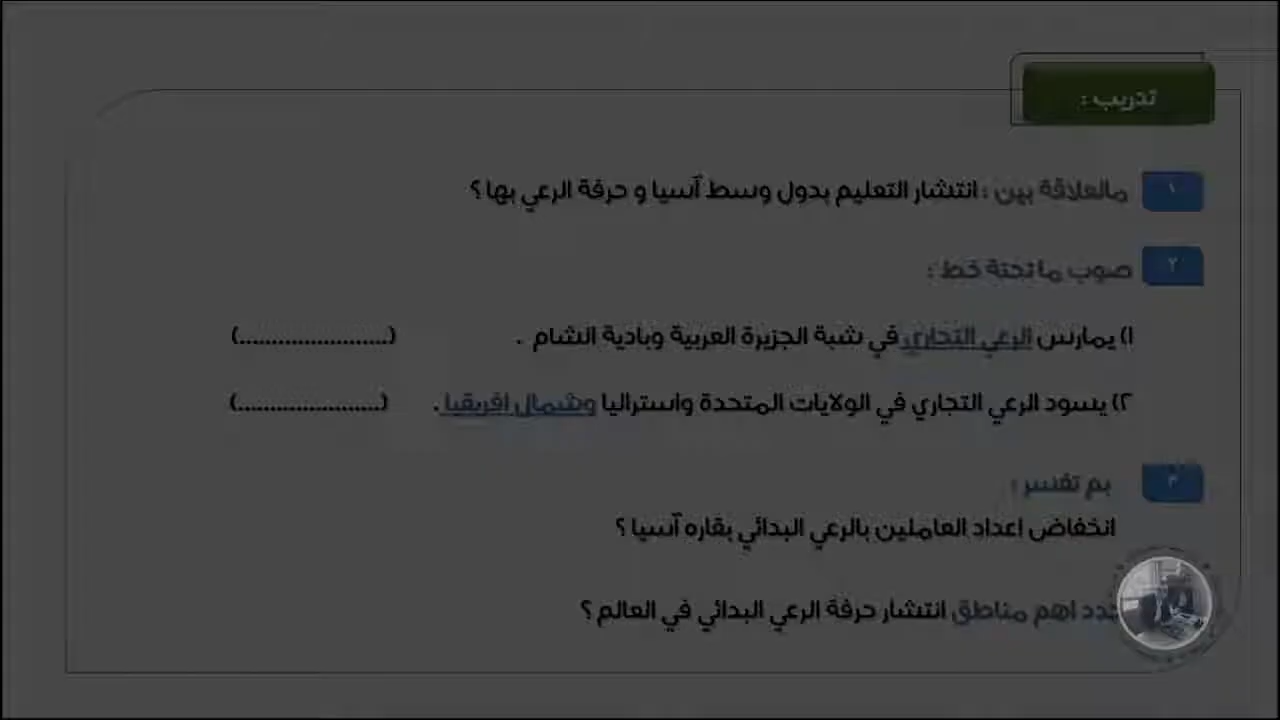 تدريب :
١ مالعلاقة بين : انتشار التعليم بدول وسط آسيا و حرفة الرعي بها ؟
٢ صوب ما تحتة خط :
١) يمارس الرعي التجاري في شبة الجزيرة العربية وبادية الشام . (.......................)
٢) يسود الرعي التجاري في الولايات المتحدة واستراليا وشمال افريقيا . (......................)
٣ بم تفسر :
انخفاض اعداد العاملين بالرعي البدائي بقاره آسيا ؟
اهم مناطق انتشار حرفة الرعي البدائي في العالم ؟